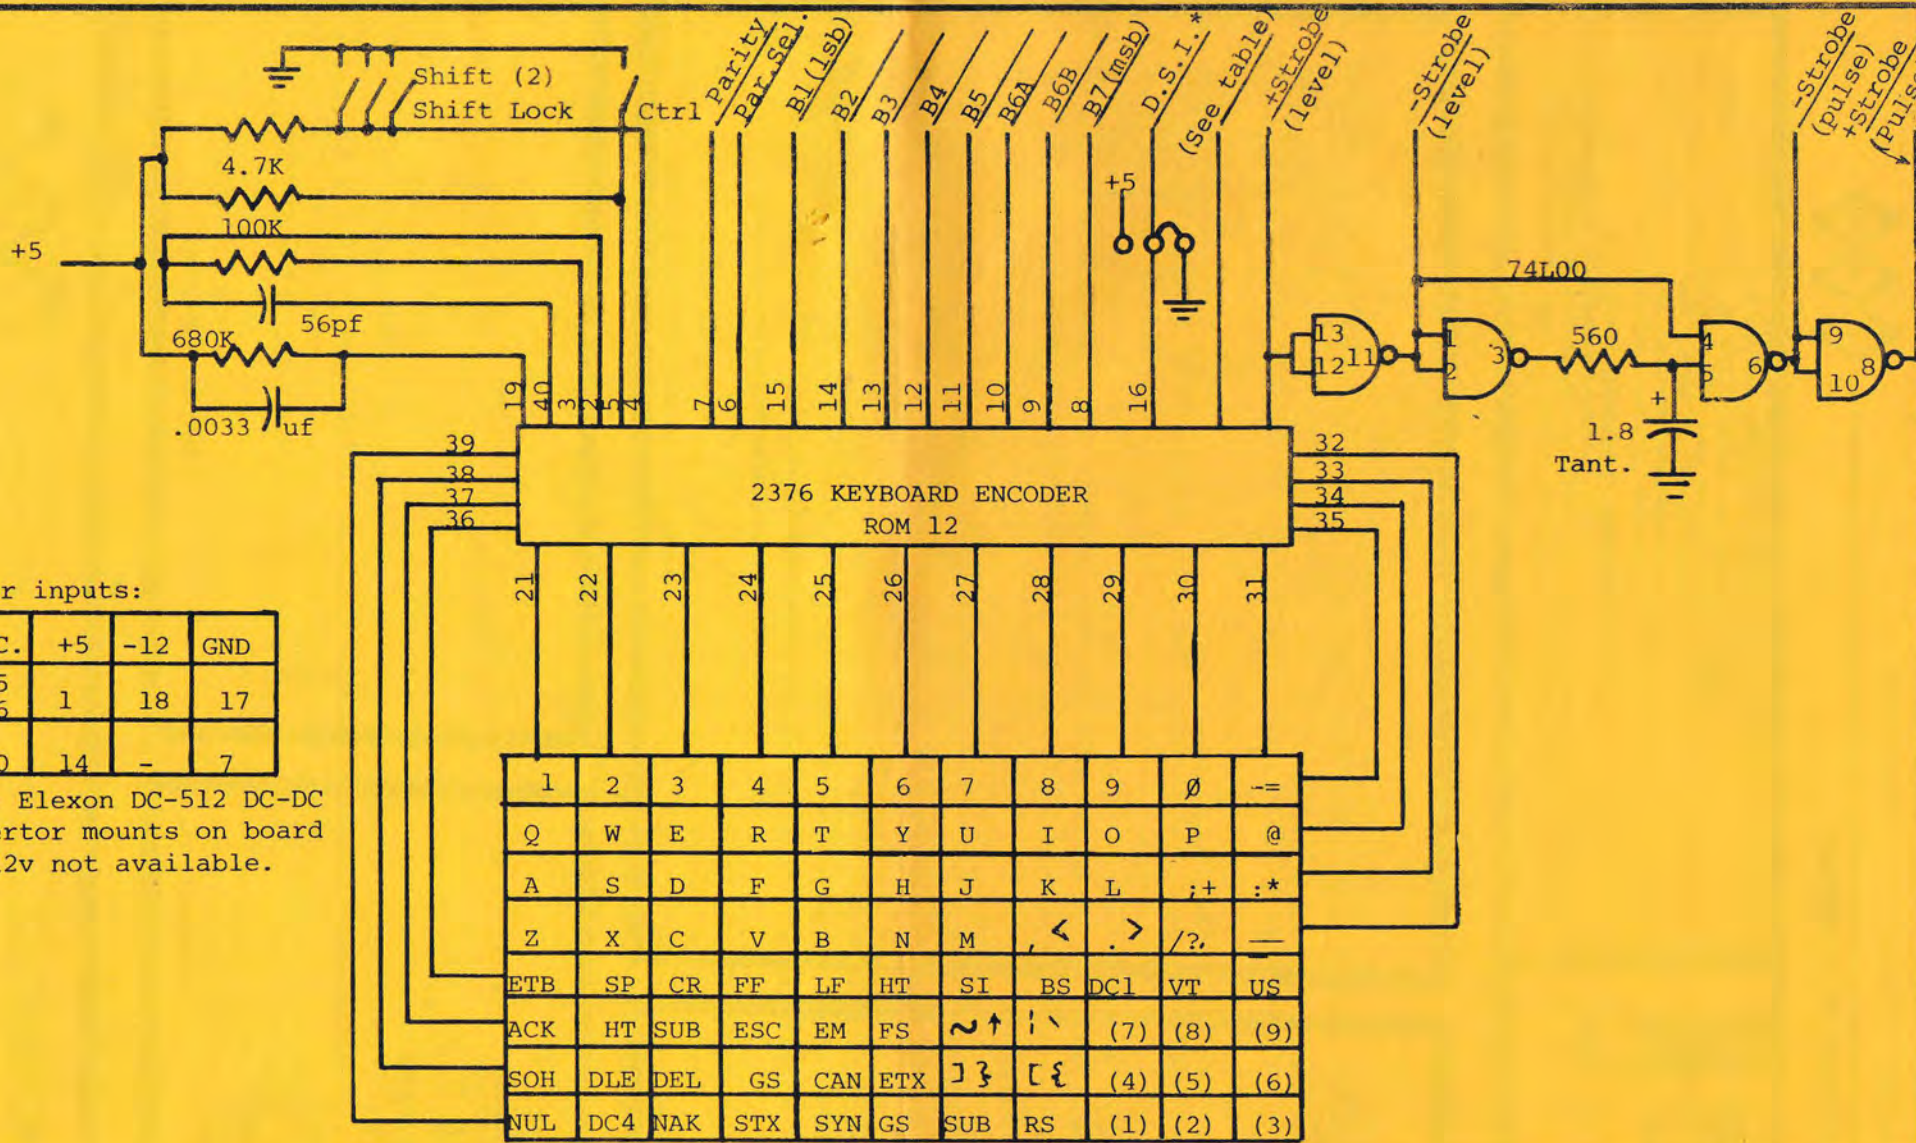 Shift (2)
Shift Lock
Ctrl
Parity
Par.Sel.
B1(lsb)
B2
B3
B4
B5
B6A
B6B
B7(msb)
D.S.I.*
(See table)
+Strobe
(level)
-Strobe
(level)
-Strobe
(pulse)
+Strobe
4.7K
100K
+5
56pf
680K
.0033 uf
+5
74L00
13
12
11
1
2
3
560
4
5
6
9
10
8
+
1.8
Tant.
19 40 3 2 5 4 7 6 15 14 13 12 11 10 9 8 16
39
38
37
36
32
33
34
35
2376 KEYBOARD ENCODER
ROM 12
21 22 23 24 25 26 27 28 29 30 31
r inputs:
C. +5 -12 GND
5
6 1 18 17
0 14 - 7
Elexon DC-512 DC-DC
ertor mounts on board
12v not available.
1 2 3 4 5 6 7 8 9 Ø -=
Q W E R T Y U I O P @
A S D F G H J K L ;+ :*
Z X C V B N M ,< .> /? —
ETB SP CR FF LF HT SI BS DC1 VT US
ACK HT SUB ESC EM FS ~↑ ¦\ (7) (8) (9)
SOH DLE DEL GS CAN ETX ]} [{ (4) (5) (6)
NUL DC4 NAK STX SYN GS SUB RS (1) (2) (3)